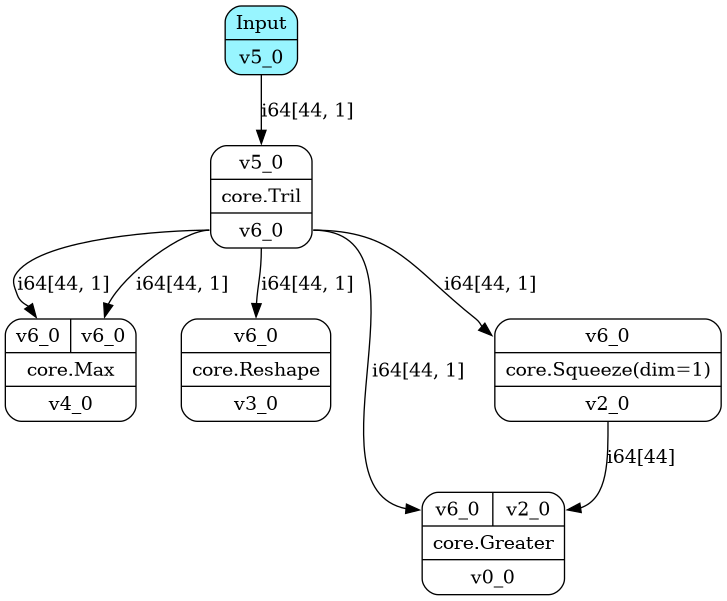 Input
v5_0
i64[44, 1]
v5_0
core.Tril
v6_0
i64[44, 1]
i64[44, 1]
i64[44, 1]
i64[44, 1]
v6_0 v6_0
core.Max
v4_0
v6_0
core.Reshape
v3_0
i64[44, 1]
v6_0
core.Squeeze(dim=1)
v2_0
i64[44]
v6_0 v2_0
core.Greater
v0_0